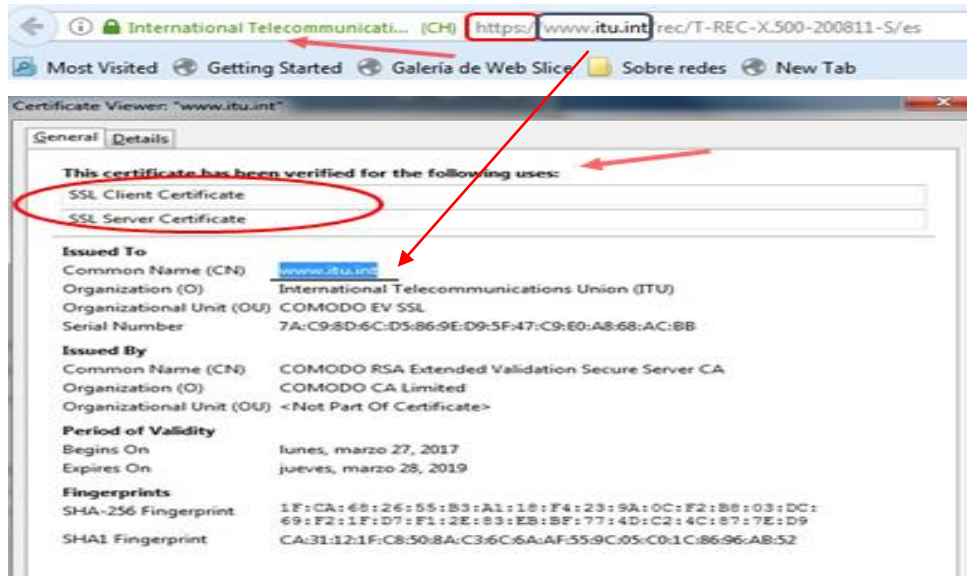 International Telecommunicati... (CH) https://www.itu.int/rec/T-REC-X.500-200811-S/es
Most Visited Getting Started Galería de Web Slice Sobre redes New Tab
Certificate Viewer: "www.itu.int"
General Details
This certificate has been verified for the following uses:
SSL Client Certificate
SSL Server Certificate
Issued To
Common Name (CN) www.itu.int
Organization (O) International Telecommunications Union (ITU)
Organizational Unit (OU) COMODO EV SSL
Serial Number 7A:C9:8D:6C:D5:86:9E:D9:5F:47:C9:E0:A8:68:AC:BB
Issued By
Common Name (CN) COMODO RSA Extended Validation Secure Server CA
Organization (O) COMODO CA Limited
Organizational Unit (OU) <Not Part Of Certificate>
Period of Validity
Begins On lunes, marzo 27, 2017
Expires On jueves, marzo 28, 2019
Fingerprints
SHA-256 Fingerprint 1F:CA:68:26:55:B3:A1:18:F4:23:9A:0C:F2:B8:03:DC:
69:F2:1F:D7:F1:2E:83:EB:BF:77:4D:C2:4C:87:7E:D9
SHA1 Fingerprint CA:31:12:1F:C8:50:8A:C3:6C:6A:AF:55:9C:05:C0:1C:86:96:AB:52